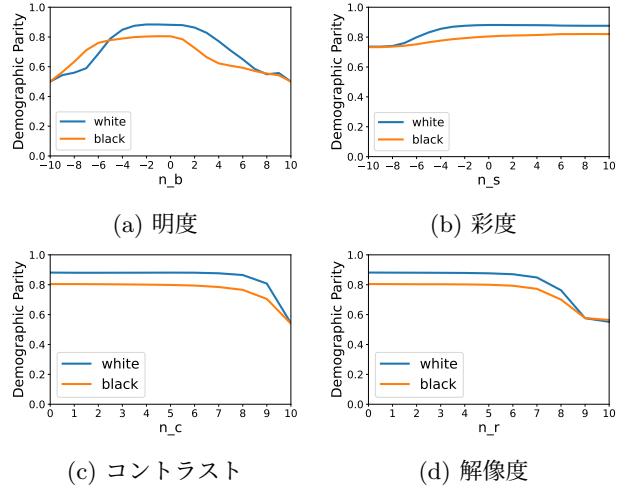 Demographic Parity
1.0
0.8
0.6
0.4
0.2
0.0
white
black
−10 −8 −6 −4 −2 0 2 4 6 8 10
n_b
(a) 明度
Demographic Parity
1.0
0.8
0.6
0.4
0.2
0.0
white
black
−10 −8 −6 −4 −2 0 2 4 6 8 10
n_s
(b) 彩度
Demographic Parity
1.0
0.8
0.6
0.4
0.2
0.0
white
black
0 1 2 3 4 5 6 7 8 9 10
n_c
(c) コントラスト
Demographic Parity
1.0
0.8
0.6
0.4
0.2
0.0
white
black
0 1 2 3 4 5 6 7 8 9 10
n_r
(d) 解像度